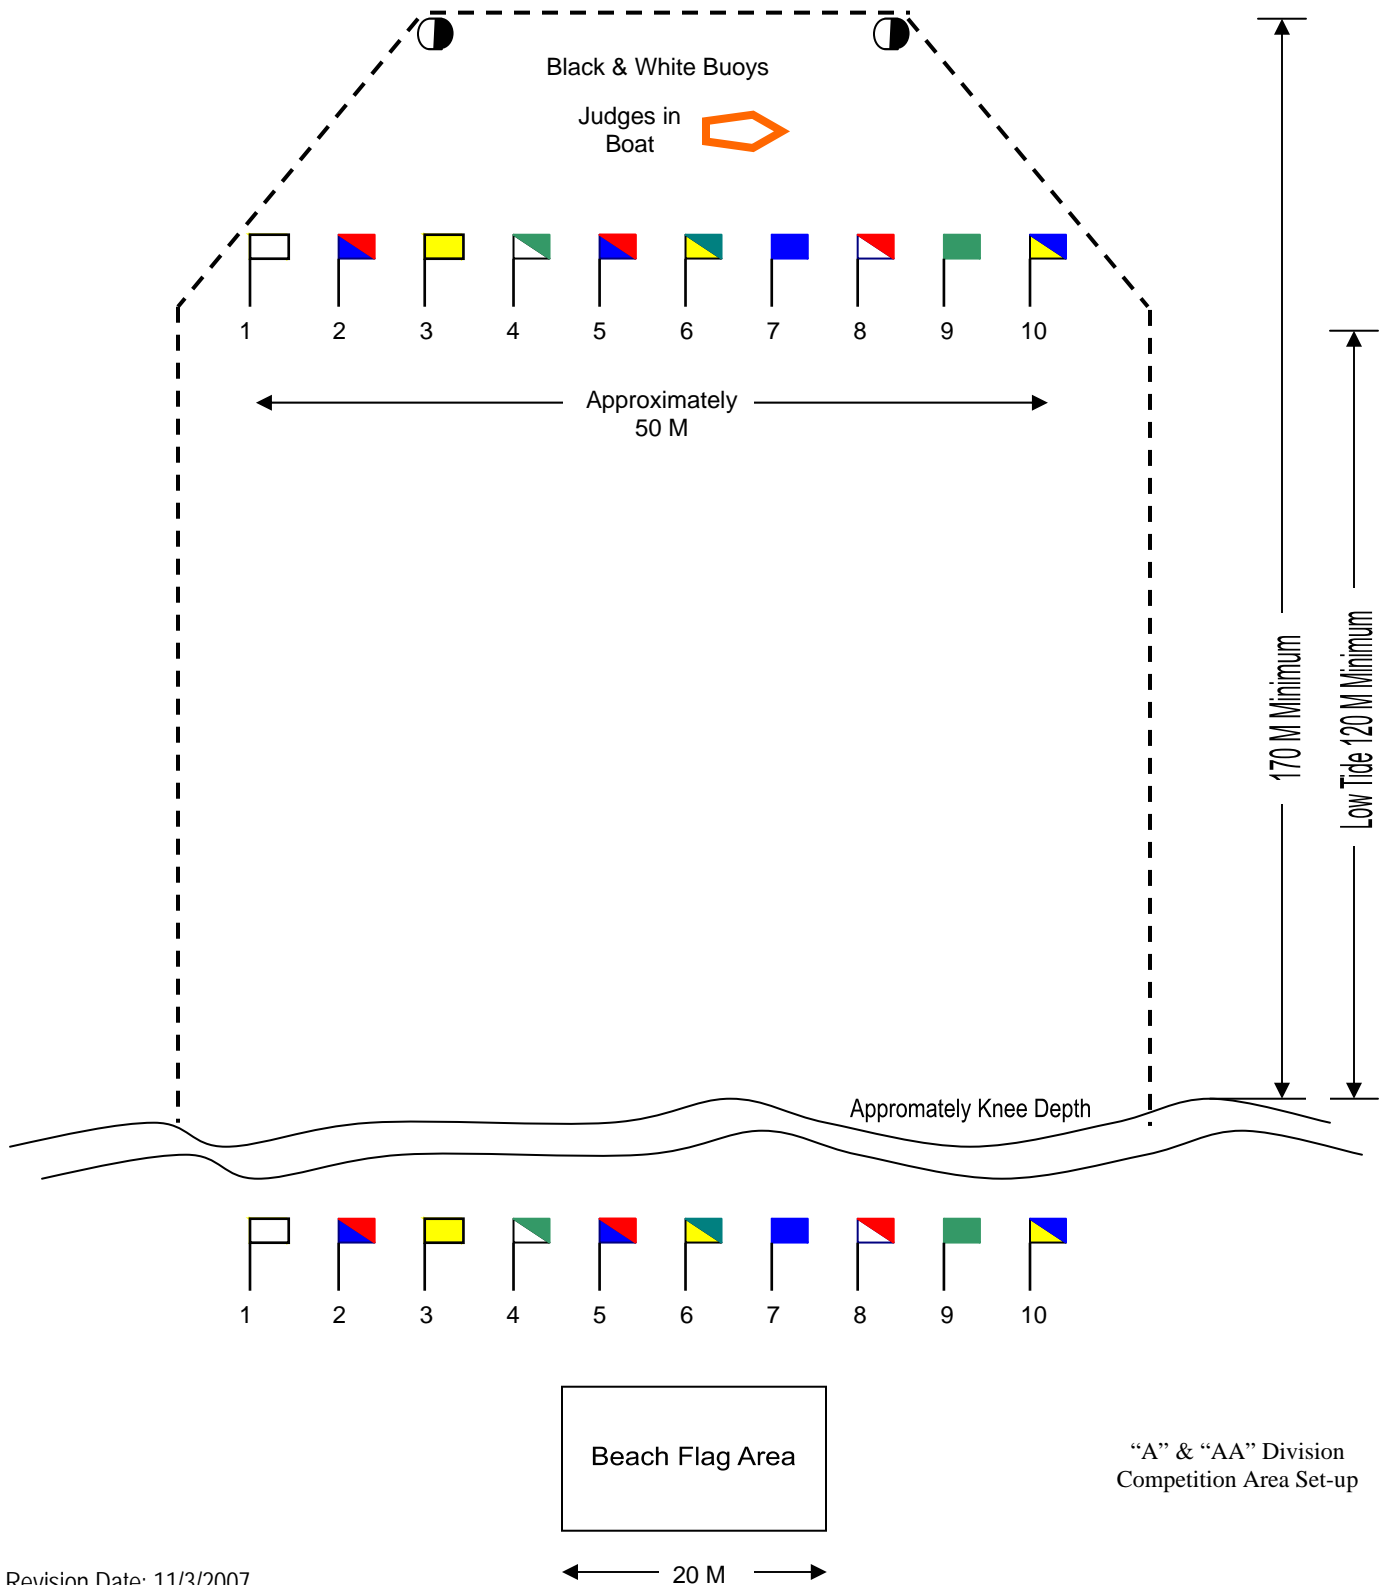 Black & White Buoys
Judges in
Boat
1 2 3 4 5 6 7 8 9 10
Approximately
50 M
170 M Minimum
Low Tide 120 M Minimum
Appromately Knee Depth
1 2 3 4 5 6 7 8 9 10
Beach Flag Area
“A” & “AA” Division
Competition Area Set-up
20 M
Revision Date: 11/3/2007